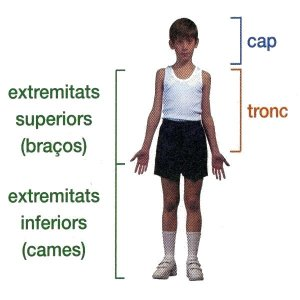 cap
tronc
extremitats
superiors
(braços)
extremitats
inferiors
(cames)